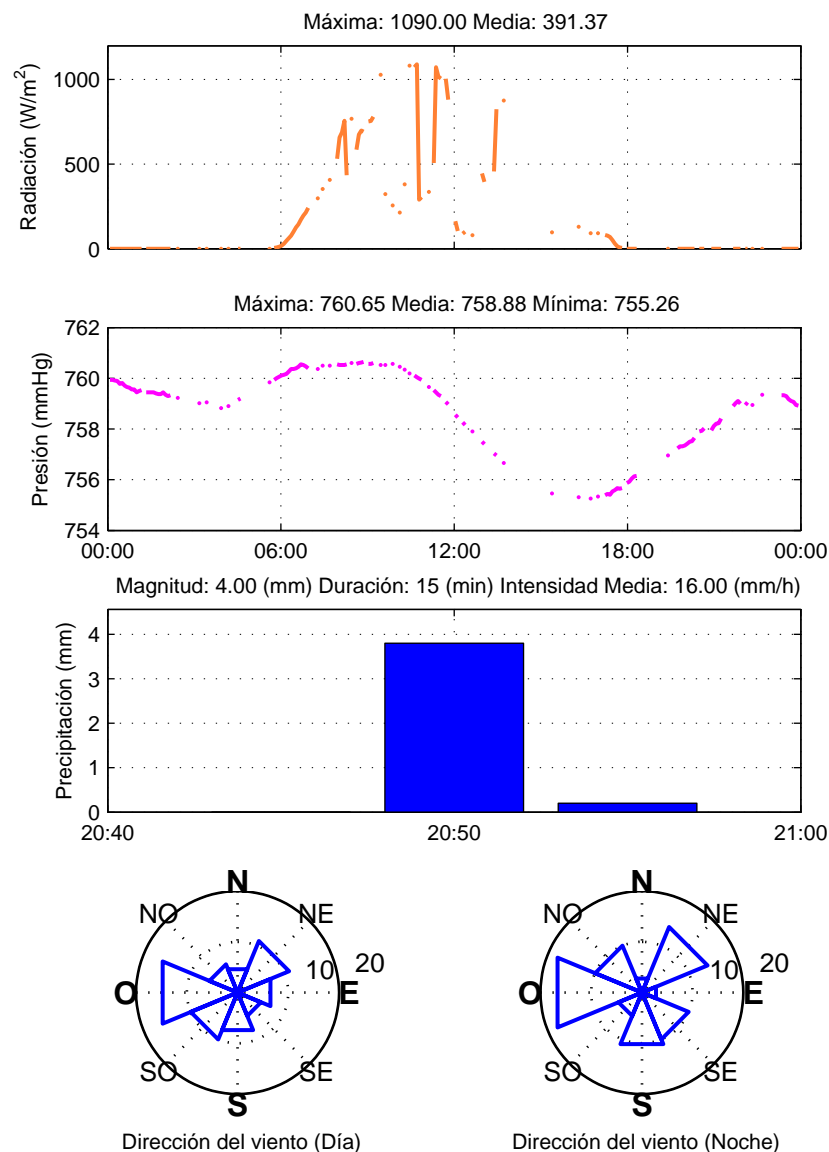 Máxima: 1090.00 Media: 391.37
Radiación (W/m²)
1000
500
0
Máxima: 760.65 Media: 758.88 Mínima: 755.26
Presión (mmHg)
762
760
758
756
754
00:00 06:00 12:00 18:00 00:00
Magnitud: 4.00 (mm) Duración: 15 (min) Intensidad Media: 16.00 (mm/h)
Precipitación (mm)
4
3
2
1
0
20:40 20:50 21:00
N
NO NE
10 20
O E
SO SE
S
Dirección del viento (Día)
N
NO NE
10 20
O E
SO SE
S
Dirección del viento (Noche)